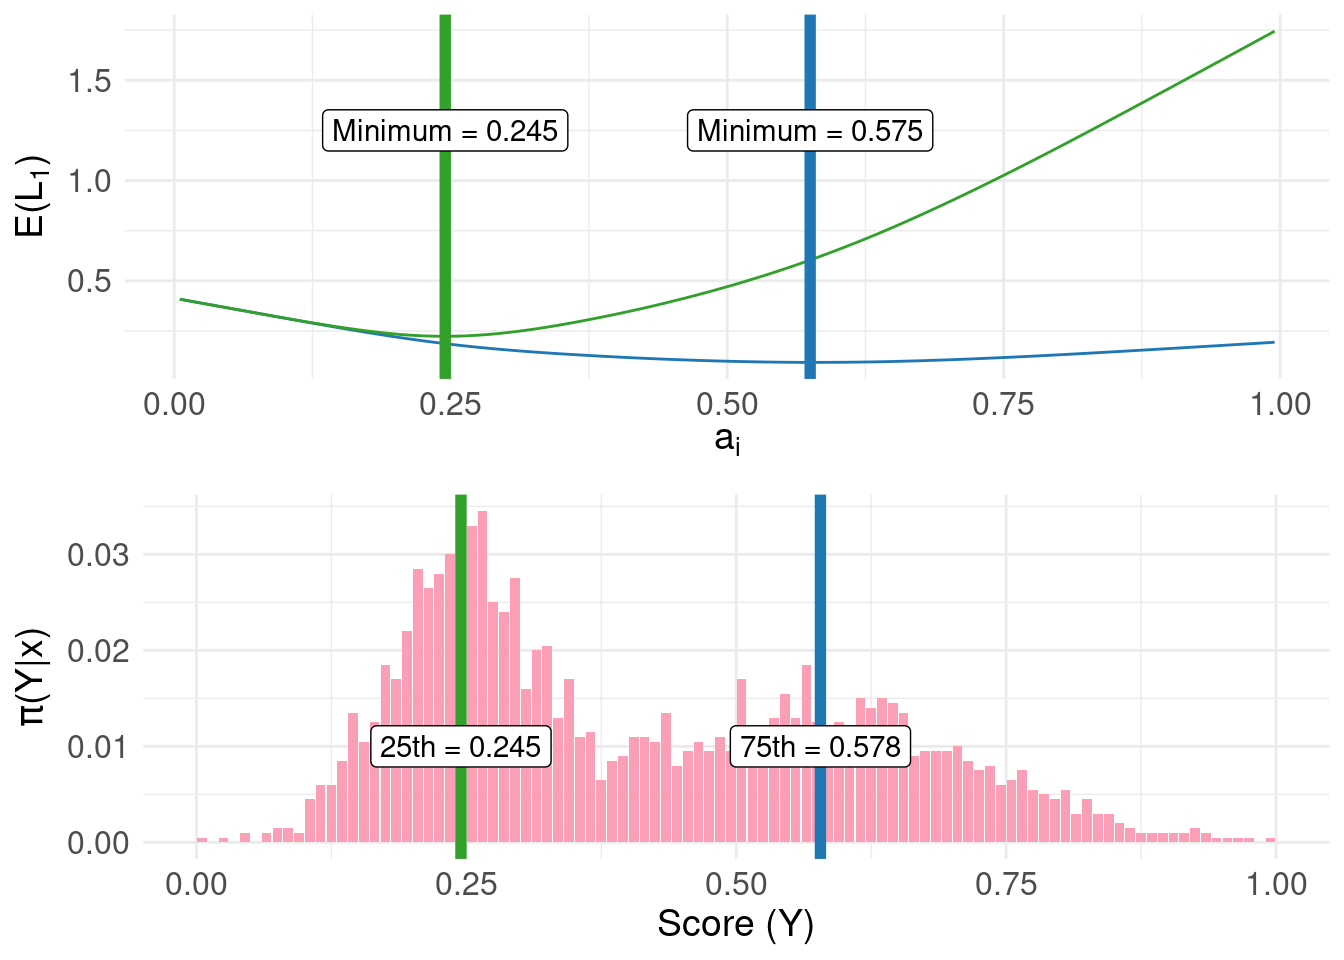 1.5
1.0
0.5
E(L₁)
Minimum = 0.245
Minimum = 0.575
0.00 0.25 0.50 0.75 1.00
aᵢ
0.03
0.02
0.01
0.00
π(Y|x)
25th = 0.245
75th = 0.578
0.00 0.25 0.50 0.75 1.00
Score (Y)